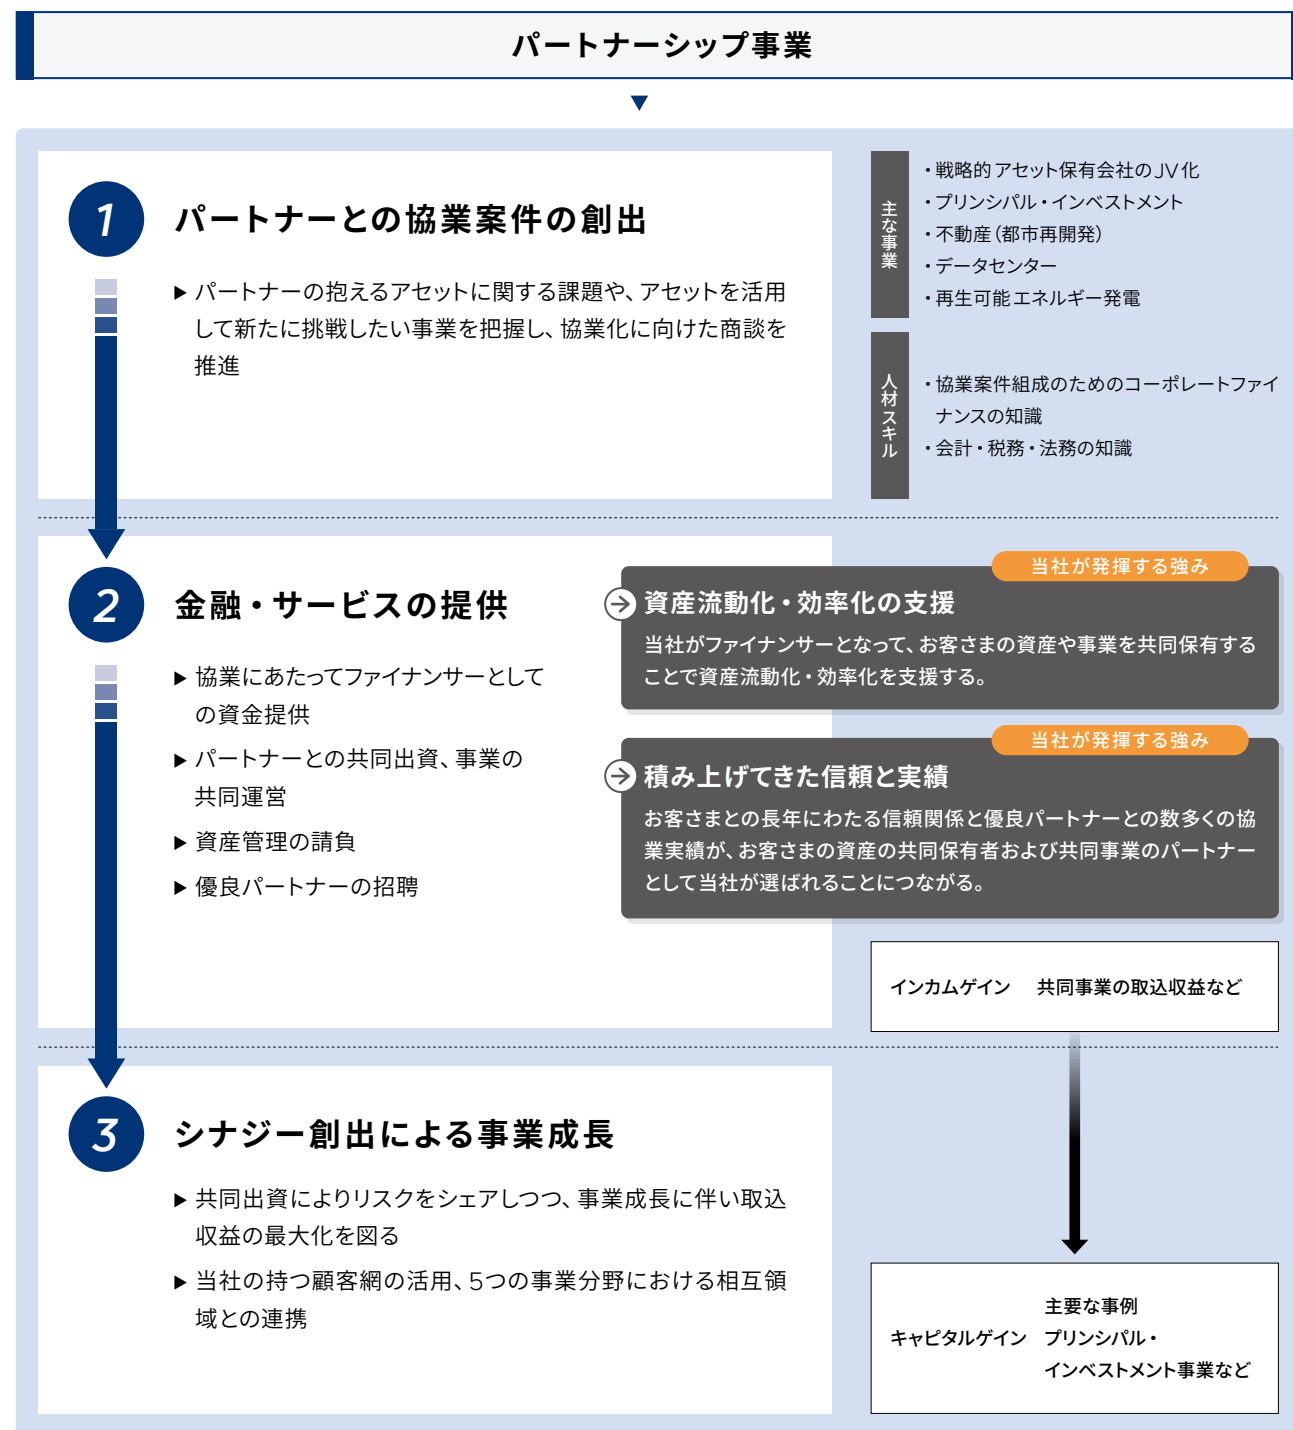 パートナーシップ事業
1
パートナーとの協業案件の創出
▶ パートナーの抱えるアセットに関する課題や、アセットを活用
して新たに挑戦したい事業を把握し、協業化に向けた商談を
推進
主な事業
・戦略的アセット保有会社のJV化
・プリンシパル・インベストメント
・不動産（都市再開発）
・データセンター
・再生可能エネルギー発電
人材スキル
・協業案件組成のためのコーポレートファイ
ナンスの知識
・会計・税務・法務の知識
2
金融・サービスの提供
▶ 協業にあたってファイナンサーとして
の資金提供
▶ パートナーとの共同出資、事業の
共同運営
▶ 資産管理の請負
▶ 優良パートナーの招聘
当社が発揮する強み
資産流動化・効率化の支援
当社がファイナンサーとなって、お客さまの資産や事業を共同保有する
ことで資産流動化・効率化を支援する。
当社が発揮する強み
積み上げてきた信頼と実績
お客さまとの長年にわたる信頼関係と優良パートナーとの数多くの協
業実績が、お客さまの資産の共同保有者および共同事業のパートナー
として当社が選ばれることにつながる。
インカムゲイン 共同事業の取込収益など
3
シナジー創出による事業成長
▶ 共同出資によりリスクをシェアしつつ、事業成長に伴い取込
収益の最大化を図る
▶ 当社の持つ顧客網の活用、5つの事業分野における相互領
域との連携
キャピタルゲイン
主要な事例
プリンシパル・
インベストメント事業など